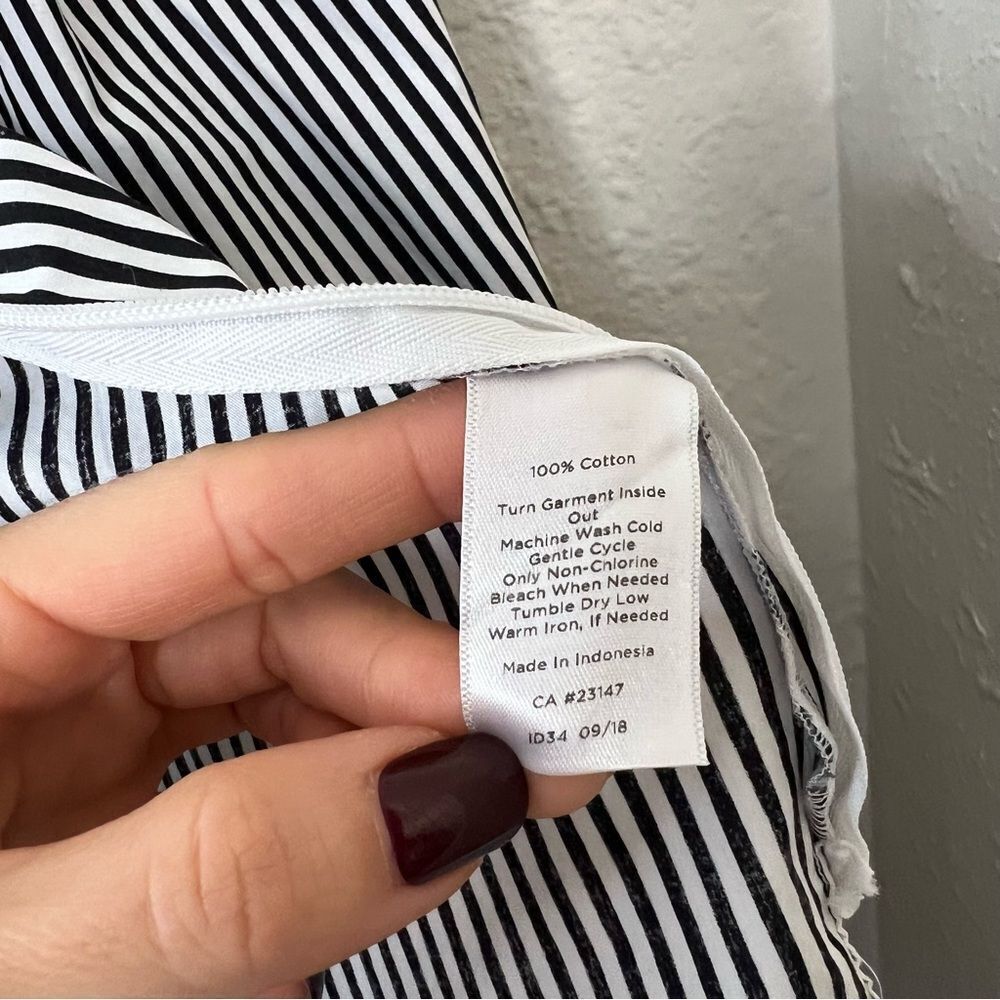 100% Cotton
Turn Garment Inside
Out
Machine Wash Cold
Gentle Cycle
Only Non-Chlorine
Bleach When Needed
Tumble Dry Low
Warm Iron, If Needed
Made In Indonesia
CA #23147
ID34 09/18